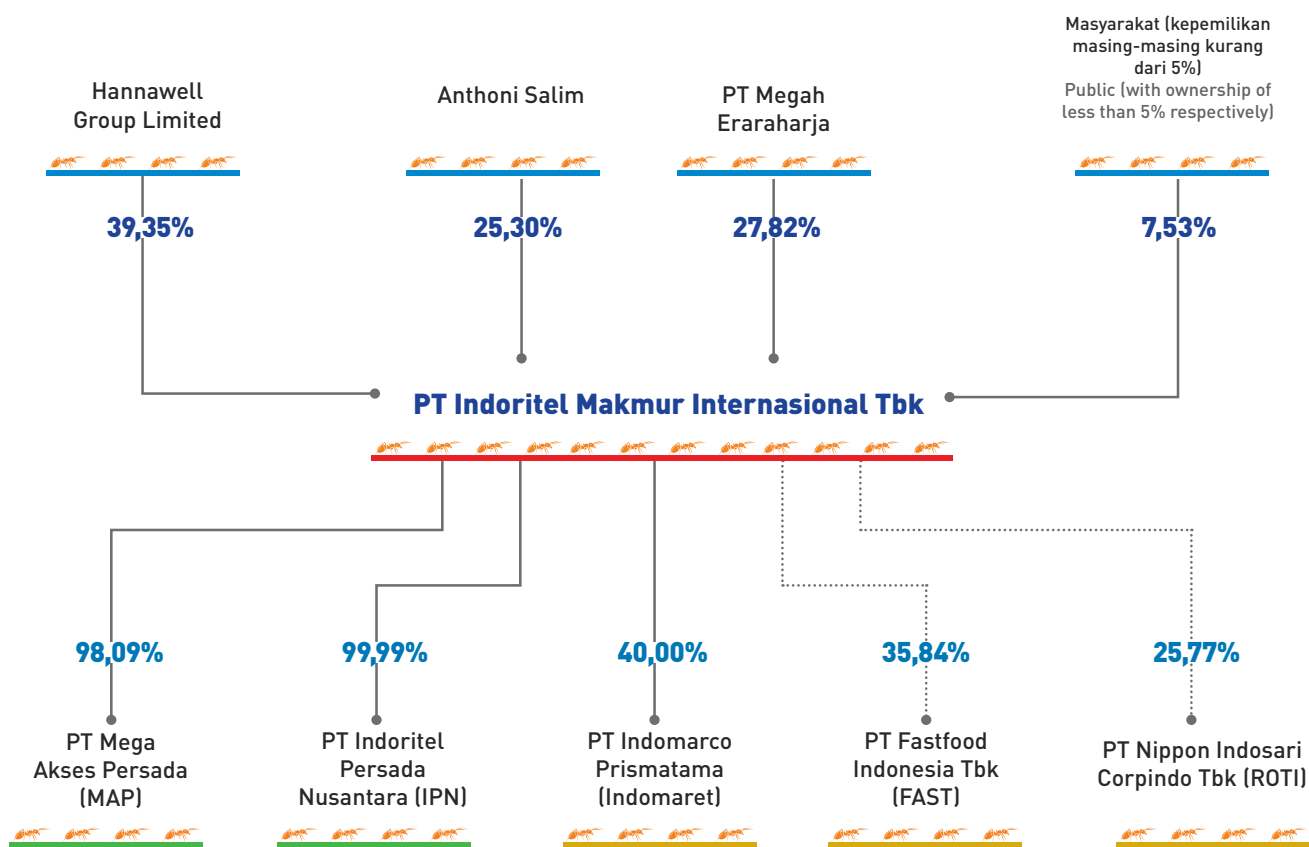 Hannawell
Group Limited
39,35%
Anthoni Salim
25,30%
PT Megah
Eraraharja
27,82%
Masyarakat (kepemilikan
masing-masing kurang
dari 5%)
Public (with ownership of
less than 5% respectively)
7,53%
PT Indoritel Makmur Internasional Tbk
98,09%
PT Mega
Akses Persada
(MAP)
99,99%
PT Indoritel
Persada
Nusantara (IPN)
40,00%
PT Indomarco
Prismatama
(Indomaret)
35,84%
PT Fastfood
Indonesia Tbk
(FAST)
25,77%
PT Nippon Indosari
Corpindo Tbk (ROTI)